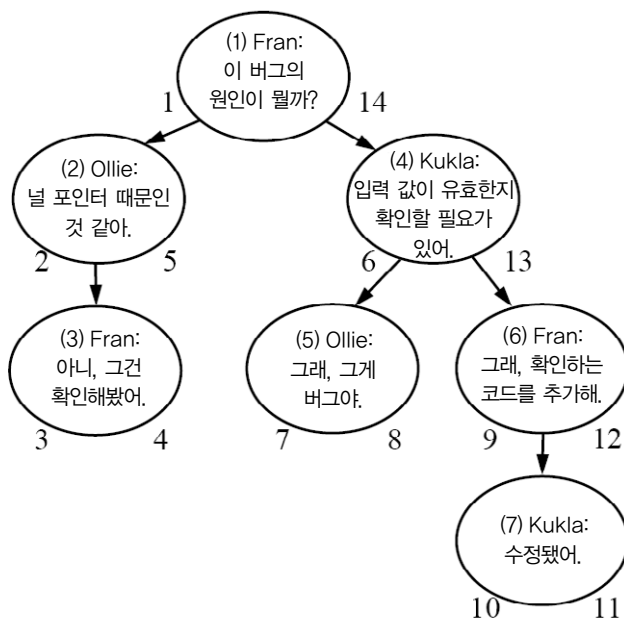 (1) Fran:
이 버그의
원인이 뭘까?
1
14
(2) Ollie:
널 포인터 때문인
것 같아.
2
5
(4) Kukla:
입력 값이 유효한지
확인할 필요가
있어.
6
13
(3) Fran:
아니, 그건
확인해봤어.
3
4
(5) Ollie:
그래, 그게
버그야.
7
8
(6) Fran:
그래, 확인하는
코드를 추가해.
9
12
(7) Kukla:
수정됐어.
10
11